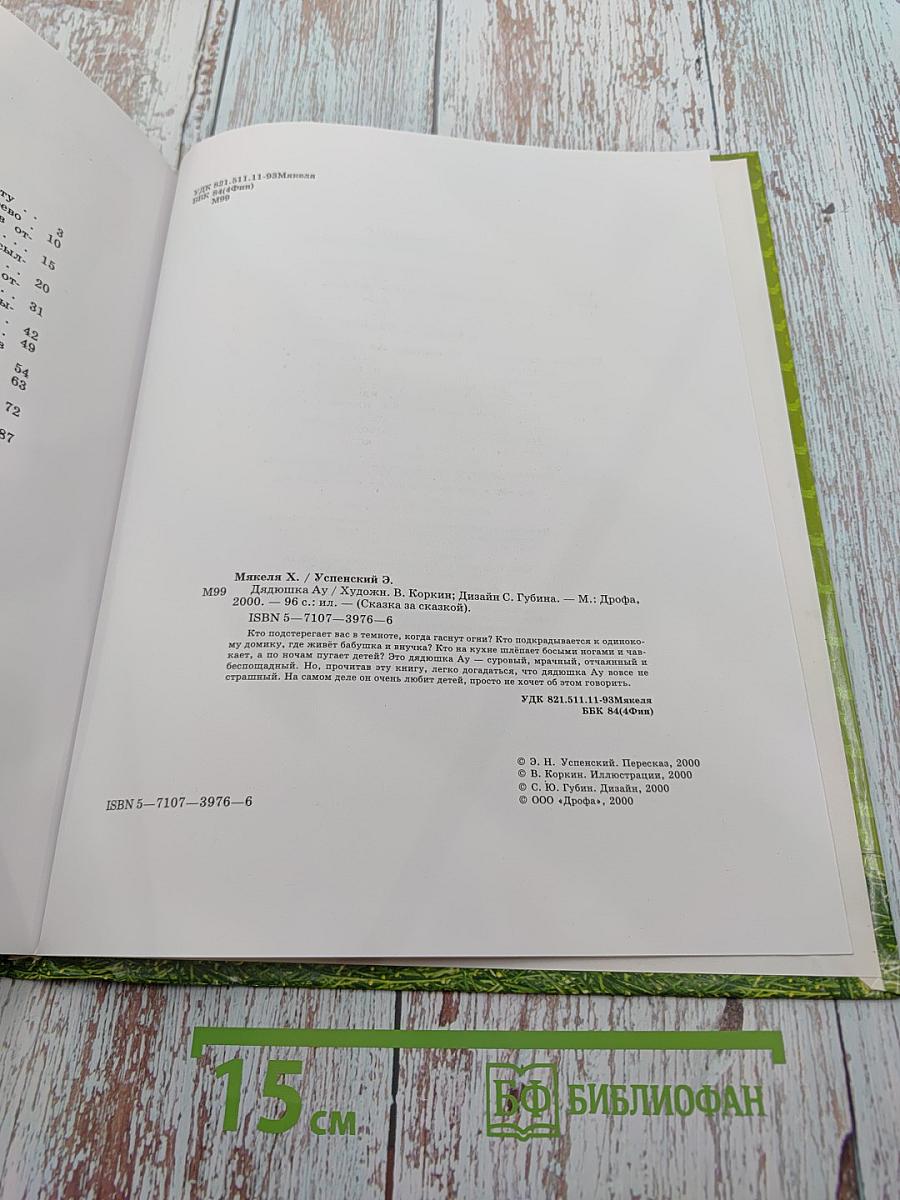 ту . .
ево . 3
в от- 10
. . . 15
сыл-
. . 20
от-
. . 31
ы-
. 42
. 49
в
54
63
72
87
УДК 821.511.11-93Мякеля
ББК 84(4Фин)
М99
Мякеля Х. / Успенский Э.
М99 Дядюшка Ау / Художн. В. Коркин; Дизайн С. Губина. — М.: Дрофа,
2000. — 96 с.: ил. — (Сказка за сказкой).
ISBN 5—7107—3976—6
Кто подстерегает вас в темноте, когда гаснут огни? Кто подкрадывается к одиноко-
му домику, где живёт бабушка и внучка? Кто на кухне шлёпает босыми ногами и чав-
кает, а по ночам пугает детей? Это дядюшка Ау — суровый, мрачный, отчаянный и
беспощадный. Но, прочитав эту книгу, легко догадаться, что дядюшка Ау вовсе не
страшный. На самом деле он очень любит детей, просто не хочет об этом говорить.
УДК 821.511.11-93Мякеля
ББК 84(4Фин)
© Э. Н. Успенский. Пересказ, 2000
© В. Коркин. Иллюстрации, 2000
© С. Ю. Губин. Дизайн, 2000
© ООО «Дрофа», 2000
ISBN 5—7107—3976—6
15 см
БФ БИБЛИОФАН